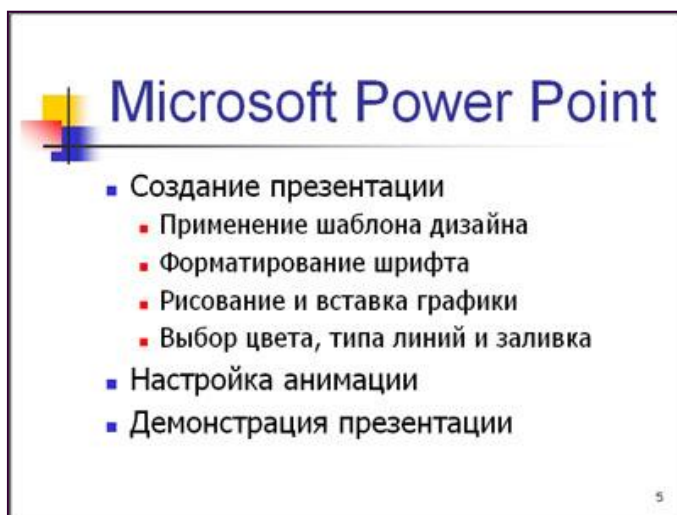 Microsoft Power Point
Создание презентации
Применение шаблона дизайна
Форматирование шрифта
Рисование и вставка графики
Выбор цвета, типа линий и заливка
Настройка анимации
Демонстрация презентации
5